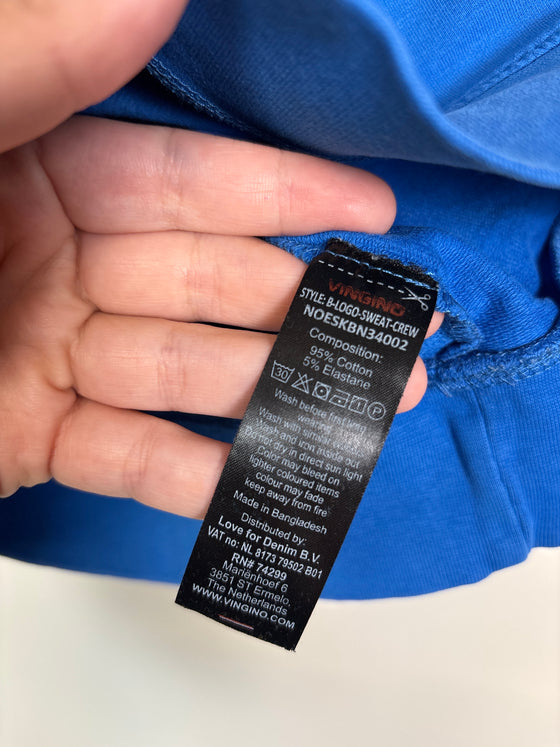 VINGINO
STYLE: B-LOGO-SWEAT-CREW
NOESKBN34002
Composition:
95% Cotton
5% Elastane
30 P
Wash before first time
wearing
Wash with similar colours
Wash and iron inside out
Do not dry in direct sun light
Color may bleed on
lighter coloured items
colour may fade
keep away from fire
Made in Bangladesh
Distributed by:
Love for Denim B.V.
VAT no: NL 8173 79502 B01
RN# 74299
Mariënhoef 6
3851 ST Ermelo,
The Netherlands
WWW.VINGINO.COM